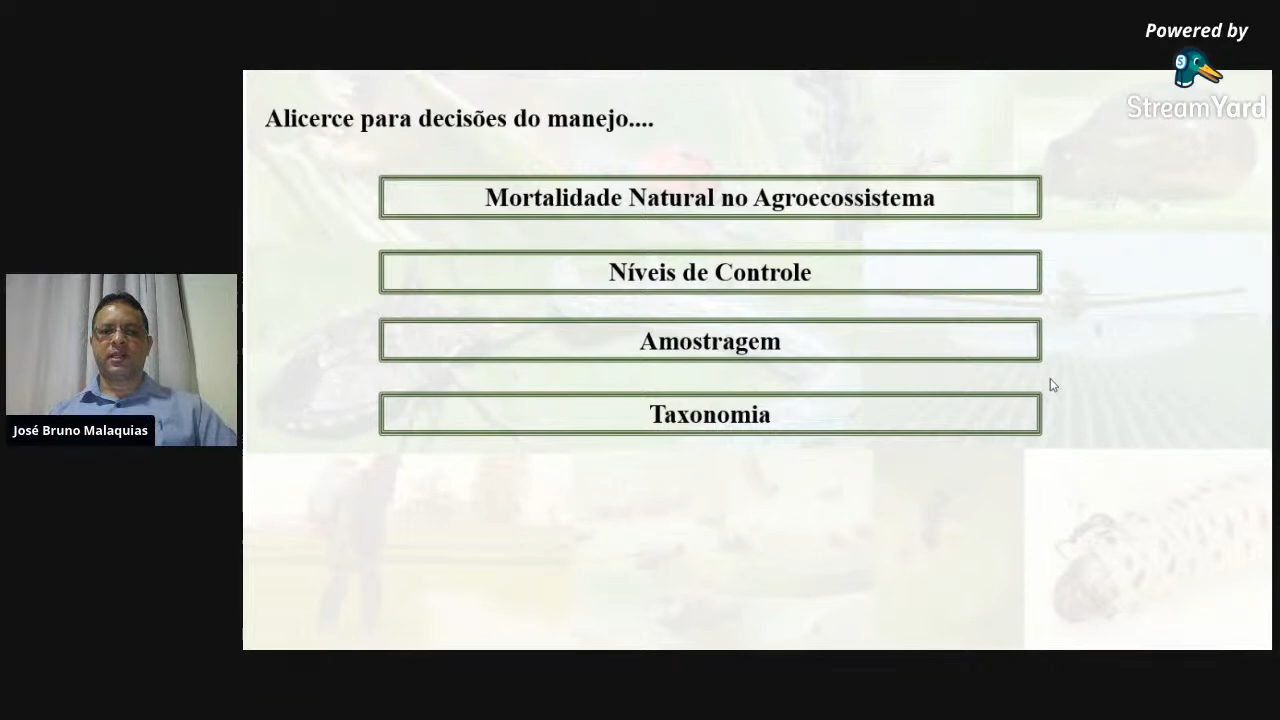 Powered by
StreamYard
Alicerce para decisões do manejo....
Mortalidade Natural no Agroecossistema
Níveis de Controle
Amostragem
Taxonomia
José Bruno Malaquias